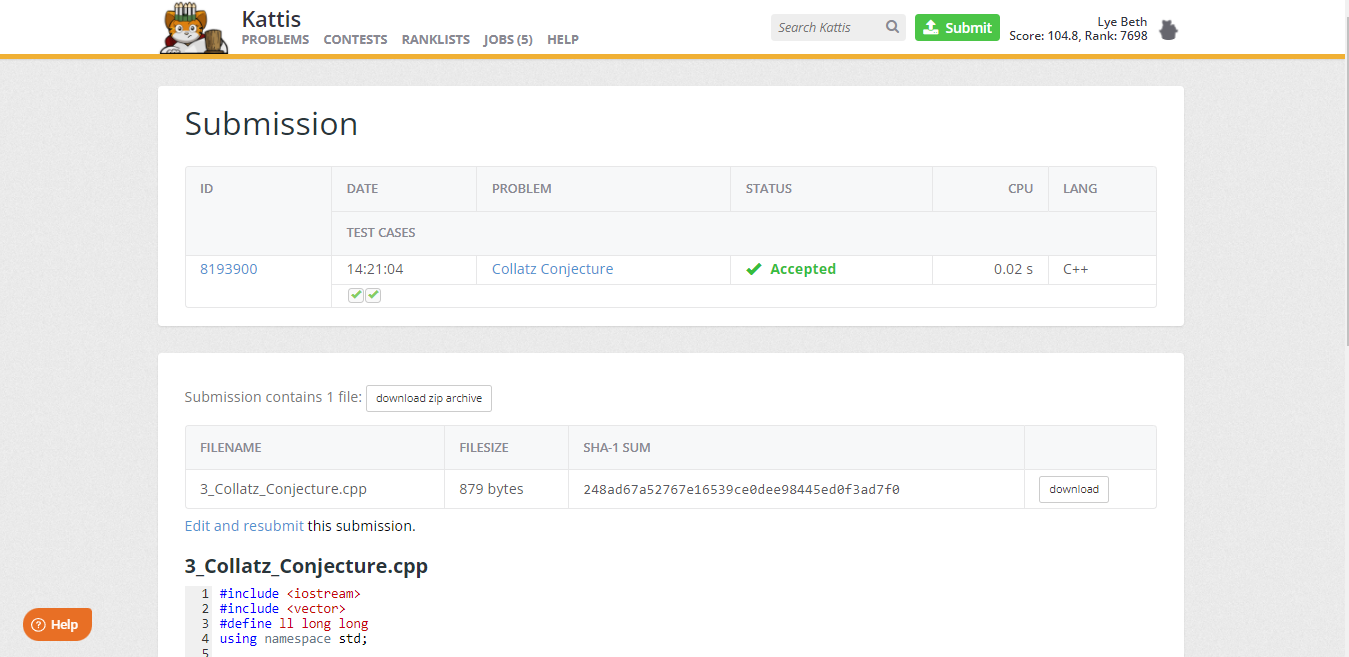 Kattis
PROBLEMS CONTESTS RANKLISTS JOBS (5) HELP
Search Kattis
Submit
Lye Beth
Score: 104.8, Rank: 7698
Submission
ID DATE PROBLEM STATUS CPU LANG
TEST CASES
8193900 14:21:04 Collatz Conjecture Accepted 0.02 s C++
Submission contains 1 file: download zip archive
FILENAME FILESIZE SHA-1 SUM
3_Collatz_Conjecture.cpp 879 bytes 248ad67a52767e16539ce0dee98445ed0f3ad7f0 download
Edit and resubmit this submission.
3_Collatz_Conjecture.cpp
1 #include <iostream>
2 #include <vector>
3 #define ll long long
4 using namespace std;
5
Help